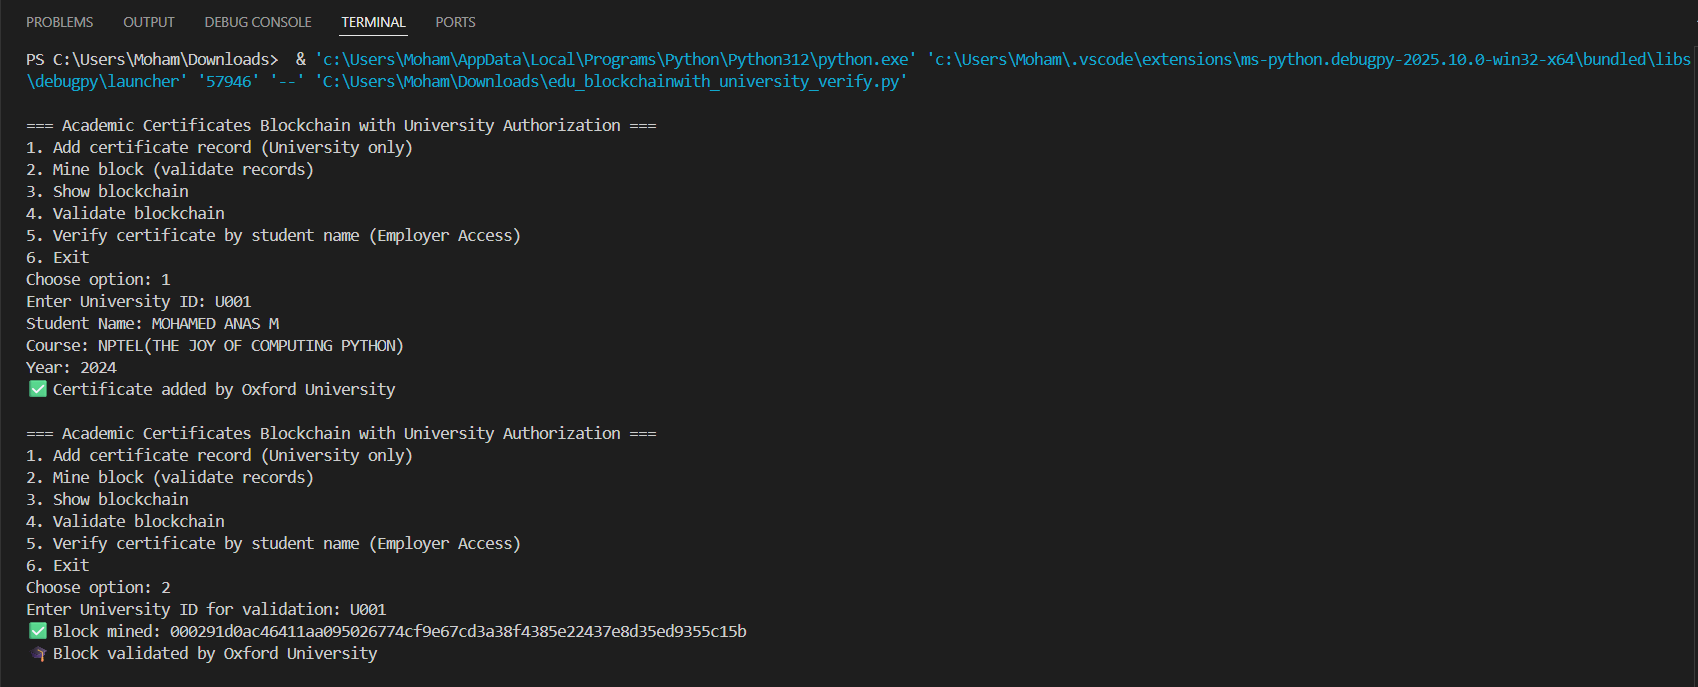 PROBLEMS OUTPUT DEBUG CONSOLE TERMINAL PORTS
PS C:\Users\Moham\Downloads>  & 'c:\Users\Moham\AppData\Local\Programs\Python\Python312\python.exe' 'c:\Users\Moham\.vscode\extensions\ms-python.debugpy-2025.10.0-win32-x64\bundled\libs
\debugpy\launcher' '57946' '--' 'C:\Users\Moham\Downloads\edu_blockchainwith_university_verify.py'
=== Academic Certificates Blockchain with University Authorization ===
1. Add certificate record (University only)
2. Mine block (validate records)
3. Show blockchain
4. Validate blockchain
5. Verify certificate by student name (Employer Access)
6. Exit
Choose option: 1
Enter University ID: U001
Student Name: MOHAMED ANAS M
Course: NPTEL(THE JOY OF COMPUTING PYTHON)
Year: 2024
✅ Certificate added by Oxford University
=== Academic Certificates Blockchain with University Authorization ===
1. Add certificate record (University only)
2. Mine block (validate records)
3. Show blockchain
4. Validate blockchain
5. Verify certificate by student name (Employer Access)
6. Exit
Choose option: 2
Enter University ID for validation: U001
✅ Block mined: 000291d0ac46411aa095026774cf9e67cd3a38f4385e22437e8d35ed9355c15b
🎓 Block validated by Oxford University